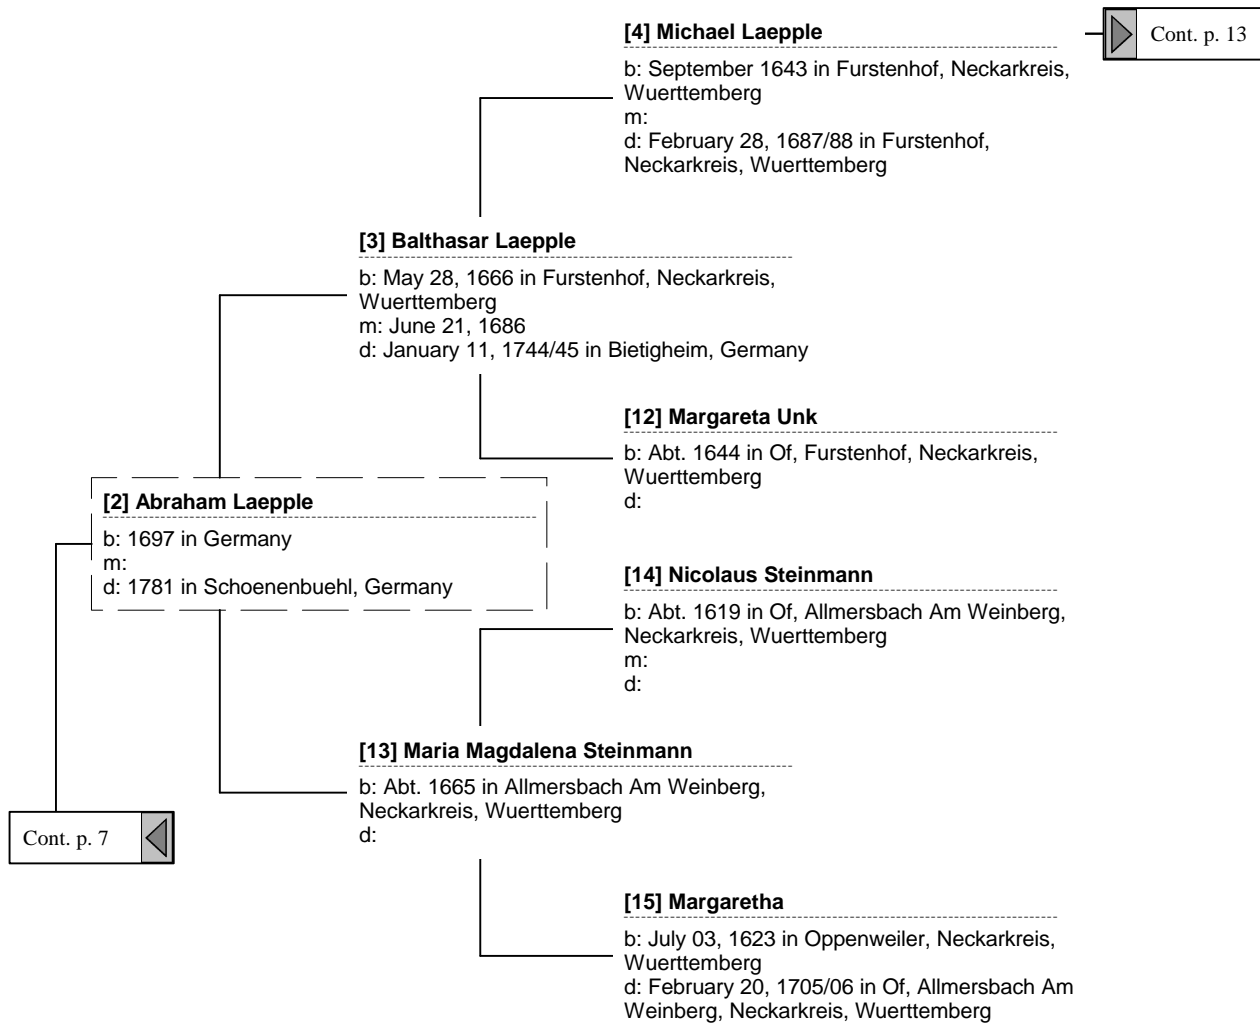 [4] Michael Laepple
Cont. p. 13
b: September 1643 in Furstenhof, Neckarkreis,
Wuerttemberg
m:
d: February 28, 1687/88 in Furstenhof,
Neckarkreis, Wuerttemberg
[3] Balthasar Laepple
b: May 28, 1666 in Furstenhof, Neckarkreis,
Wuerttemberg
m: June 21, 1686
d: January 11, 1744/45 in Bietigheim, Germany
[12] Margareta Unk
b: Abt. 1644 in Of, Furstenhof, Neckarkreis,
Wuerttemberg
d:
[2] Abraham Laepple
b: 1697 in Germany
m:
d: 1781 in Schoenenbuehl, Germany
[14] Nicolaus Steinmann
b: Abt. 1619 in Of, Allmersbach Am Weinberg,
Neckarkreis, Wuerttemberg
m:
d:
[13] Maria Magdalena Steinmann
b: Abt. 1665 in Allmersbach Am Weinberg,
Neckarkreis, Wuerttemberg
d:
Cont. p. 7
[15] Margaretha
b: July 03, 1623 in Oppenweiler, Neckarkreis,
Wuerttemberg
d: February 20, 1705/06 in Of, Allmersbach Am
Weinberg, Neckarkreis, Wuerttemberg